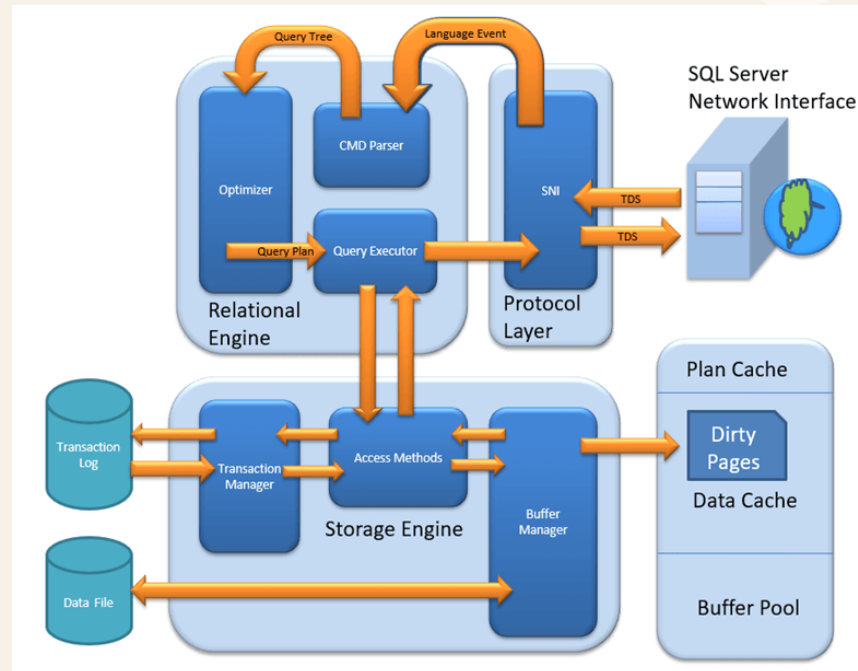 Query Tree
Language Event
SQL Server
Network Interface
CMD Parser
Optimizer
SNI
TDS
TDS
Query Plan
Query Executor
Relational
Engine
Protocol
Layer
Plan Cache
Dirty
Pages
Data Cache
Buffer Pool
Transaction
Log
Transaction
Manager
Access Methods
Storage Engine
Buffer
Manager
Data File